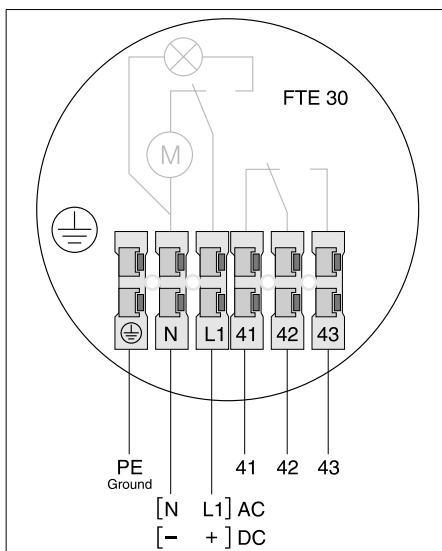 FTE 30
M
N L1 41 42 43
PE 41 42 43
Ground
[N L1] AC
[- +] DC